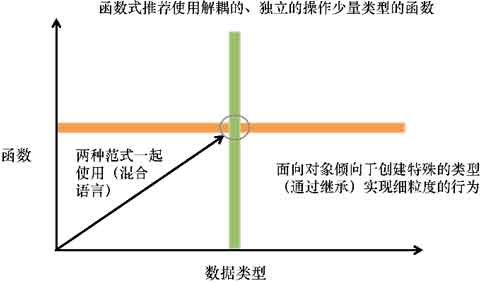 函数式推荐使用解耦的、独立的操作少量类型的函数
函数
两种范式一起
使用（混合
语言）
面向对象倾向于创建特殊的类型
（通过继承）实现细粒度的行为
数据类型